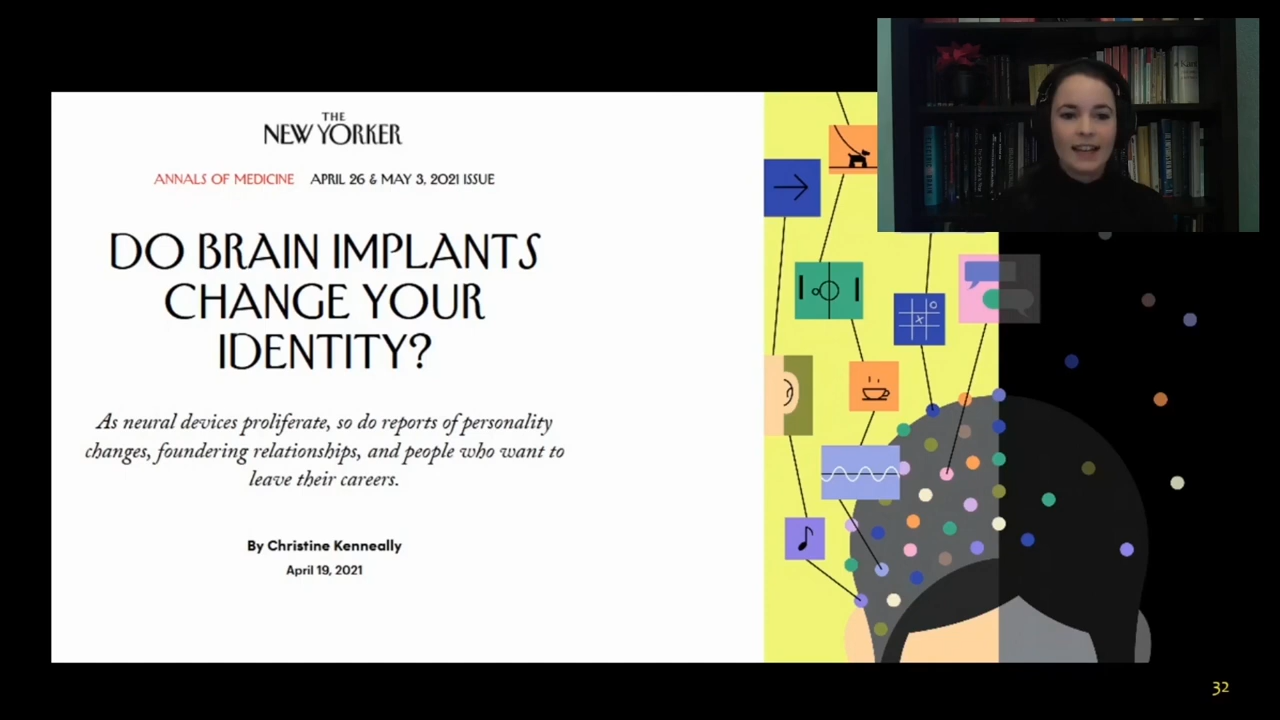 THE
NEW YORKER
ANNALS OF MEDICINE APRIL 26 & MAY 3, 2021 ISSUE
DO BRAIN IMPLANTS
CHANGE YOUR
IDENTITY?
As neural devices proliferate, so do reports of personality
changes, foundering relationships, and people who want to
leave their careers.
By Christine Kenneally
April 19, 2021
32